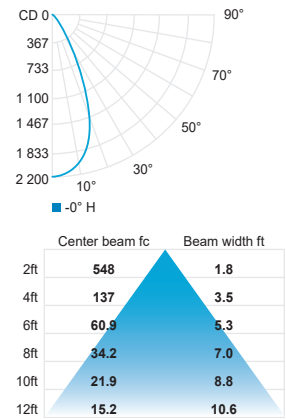 CD 0
90°
367
733
70°
1 100
1 467
50°
1 833
30°
2 200
10°
-0° H
Center beam fc Beam width ft
2ft 548 1.8
4ft 137 3.5
6ft 60.9 5.3
8ft 34.2 7.0
10ft 21.9 8.8
12ft 15.2 10.6